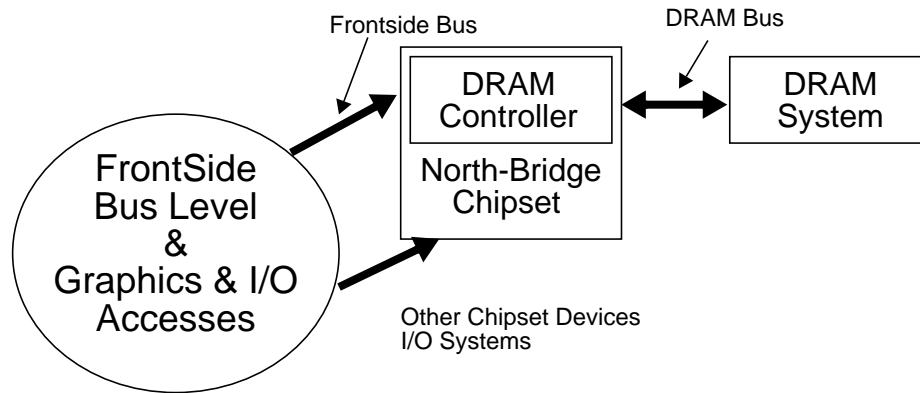 Frontside Bus
DRAM Bus
DRAM
Controller
North-Bridge
Chipset
DRAM
System
FrontSide
Bus Level
&
Graphics & I/O
Accesses
Other Chipset Devices
I/O Systems